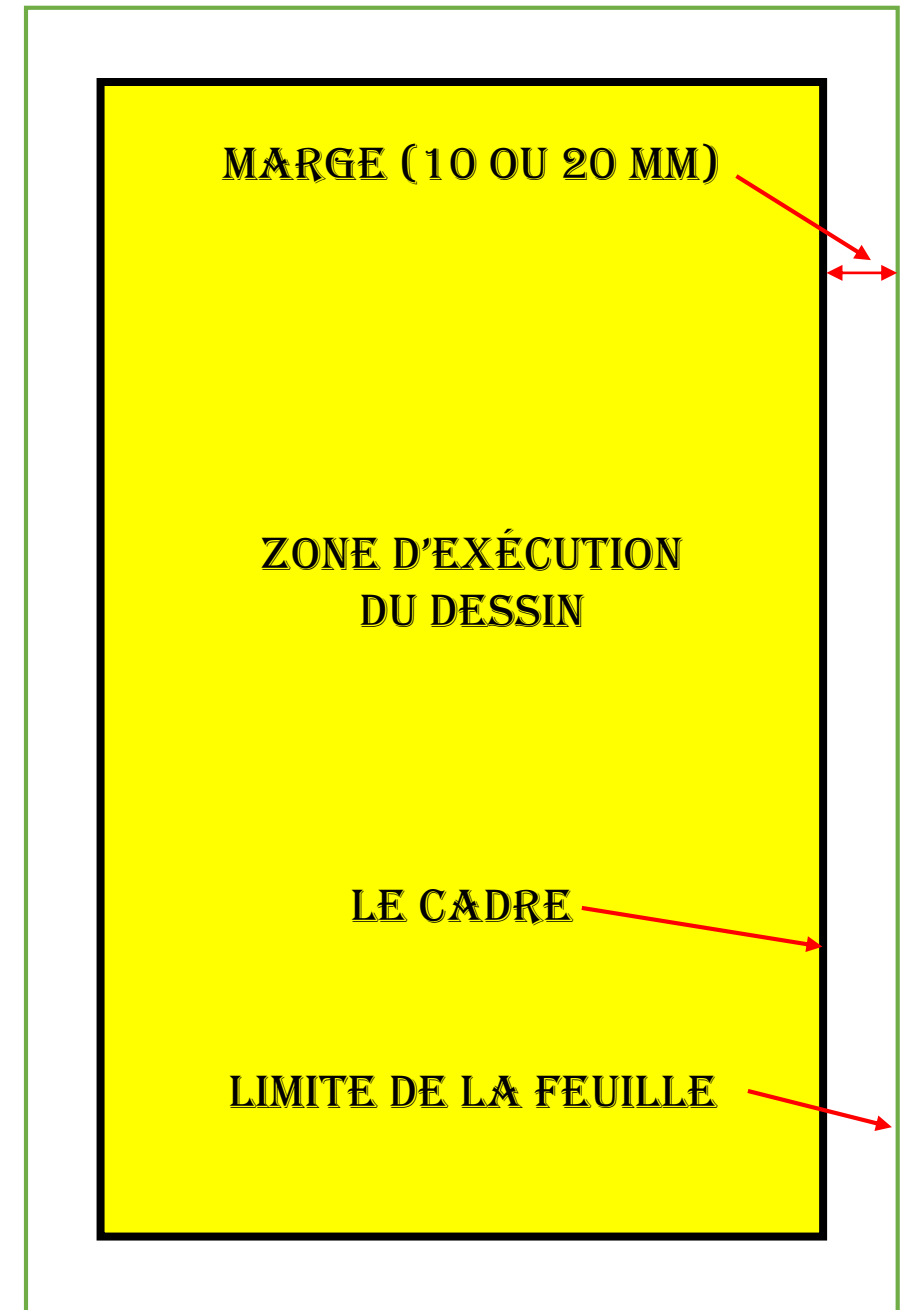 MARGE (10 OU 20 MM)
ZONE D’EXÉCUTION
DU DESSIN
LE CADRE
LIMITE DE LA FEUILLE